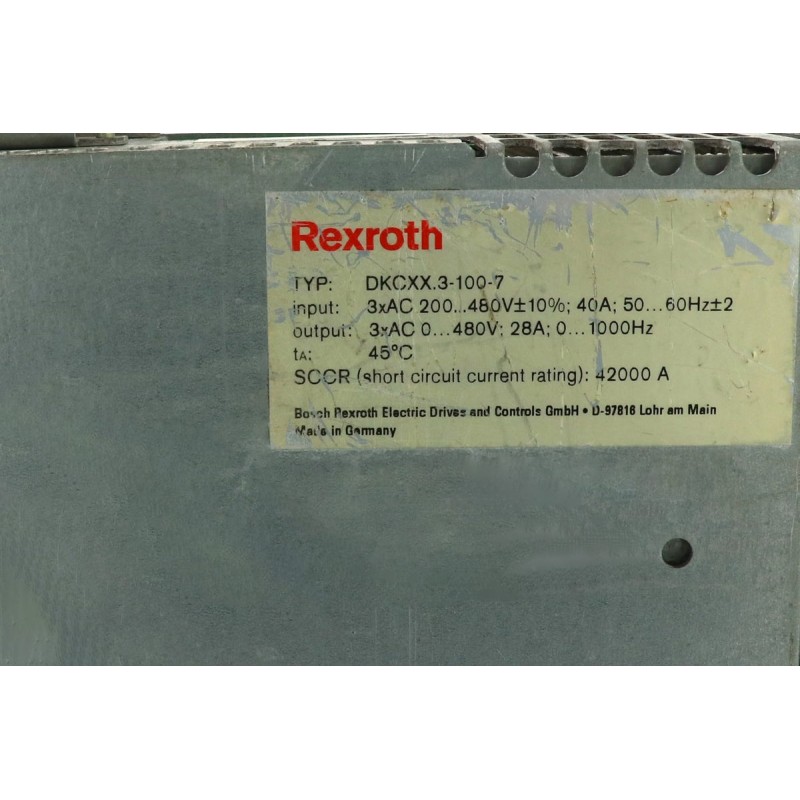 Rexroth
TYP: DKCXX.3-100-7
input: 3xAC 200...480V±10%; 40A; 50...60Hz±2
output: 3xAC 0...480V; 28A; 0...1000Hz
tA: 45°C
SCCR (short circuit current rating): 42000 A
Bosch Rexroth Electric Drives and Controls GmbH • D-97816 Lohr am Main
Made in Germany